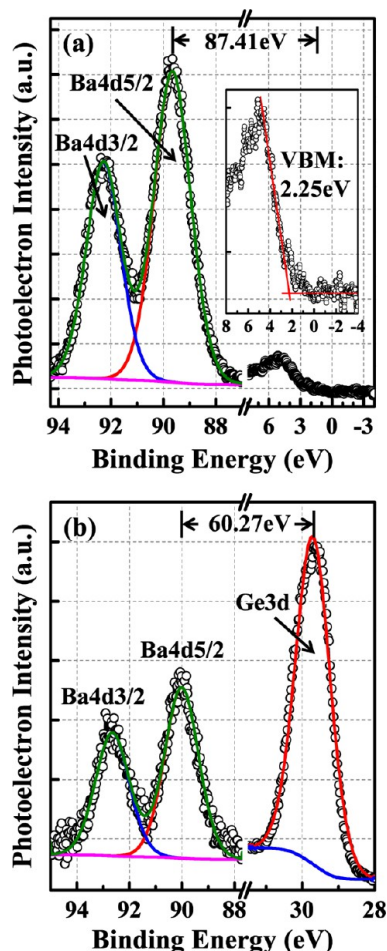 (a)
87.41eV
Ba4d5/2
Ba4d3/2
VBM:
2.25eV
8 6 4 2 0 -2 -4
Photoelectron Intensity (a.u.)
94 92 90 88 6 3 0 -3
Binding Energy (eV)
(b)
60.27eV
Ge3d
Ba4d5/2
Ba4d3/2
Photoelectron Intensity (a.u.)
94 92 90 88 30 28
Binding Energy (eV)